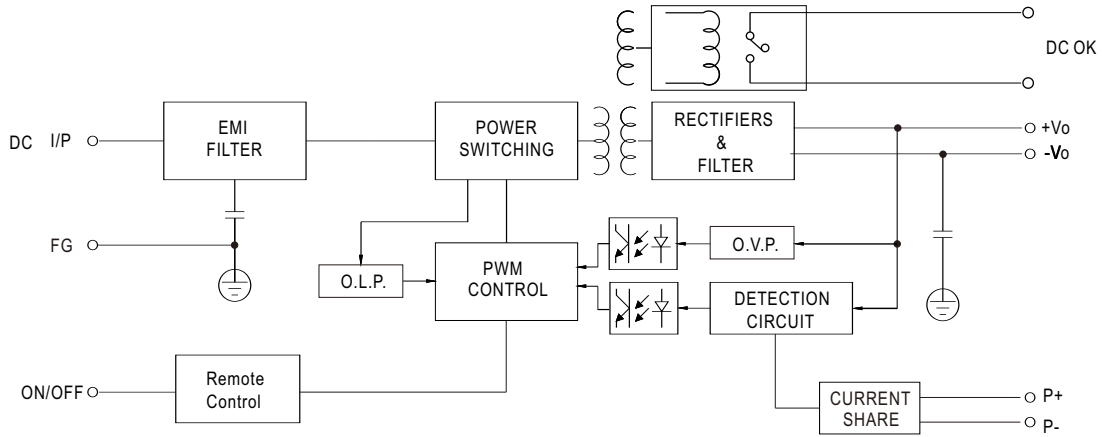 DC OK
DC I/P
EMI
FILTER
POWER
SWITCHING
RECTIFIERS
&
FILTER
+Vo
-Vo
FG
O.L.P.
PWM
CONTROL
O.V.P.
DETECTION
CIRCUIT
ON/OFF
Remote
Control
CURRENT
SHARE
P+
P-